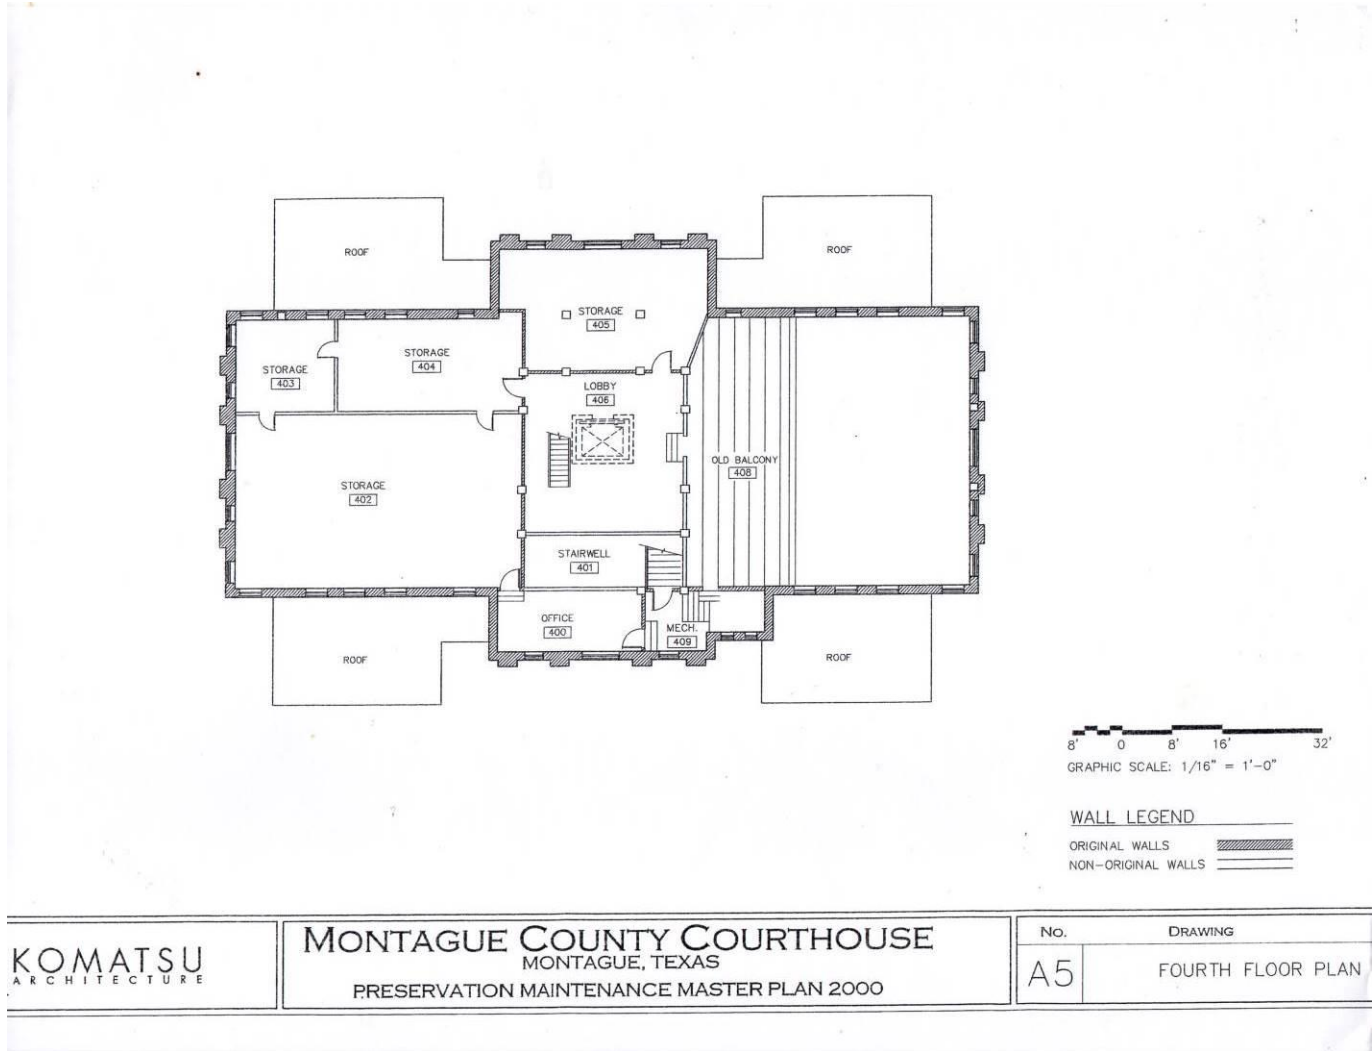 ROOF
ROOF
STORAGE
405
STORAGE
404
STORAGE
403
LOBBY
406
OLD BALCONY
408
STORAGE
402
STAIRWELL
401
OFFICE
400
MECH.
409
ROOF
ROOF
8' 0 8' 16' 32'
GRAPHIC SCALE: 1/16" = 1'-0"
WALL LEGEND
ORIGINAL WALLS
NON-ORIGINAL WALLS
KOMATSU
ARCHITECTURE
MONTAGUE COUNTY COURTHOUSE
MONTAGUE, TEXAS
PRESERVATION MAINTENANCE MASTER PLAN 2000
No. DRAWING
A5 FOURTH FLOOR PLAN